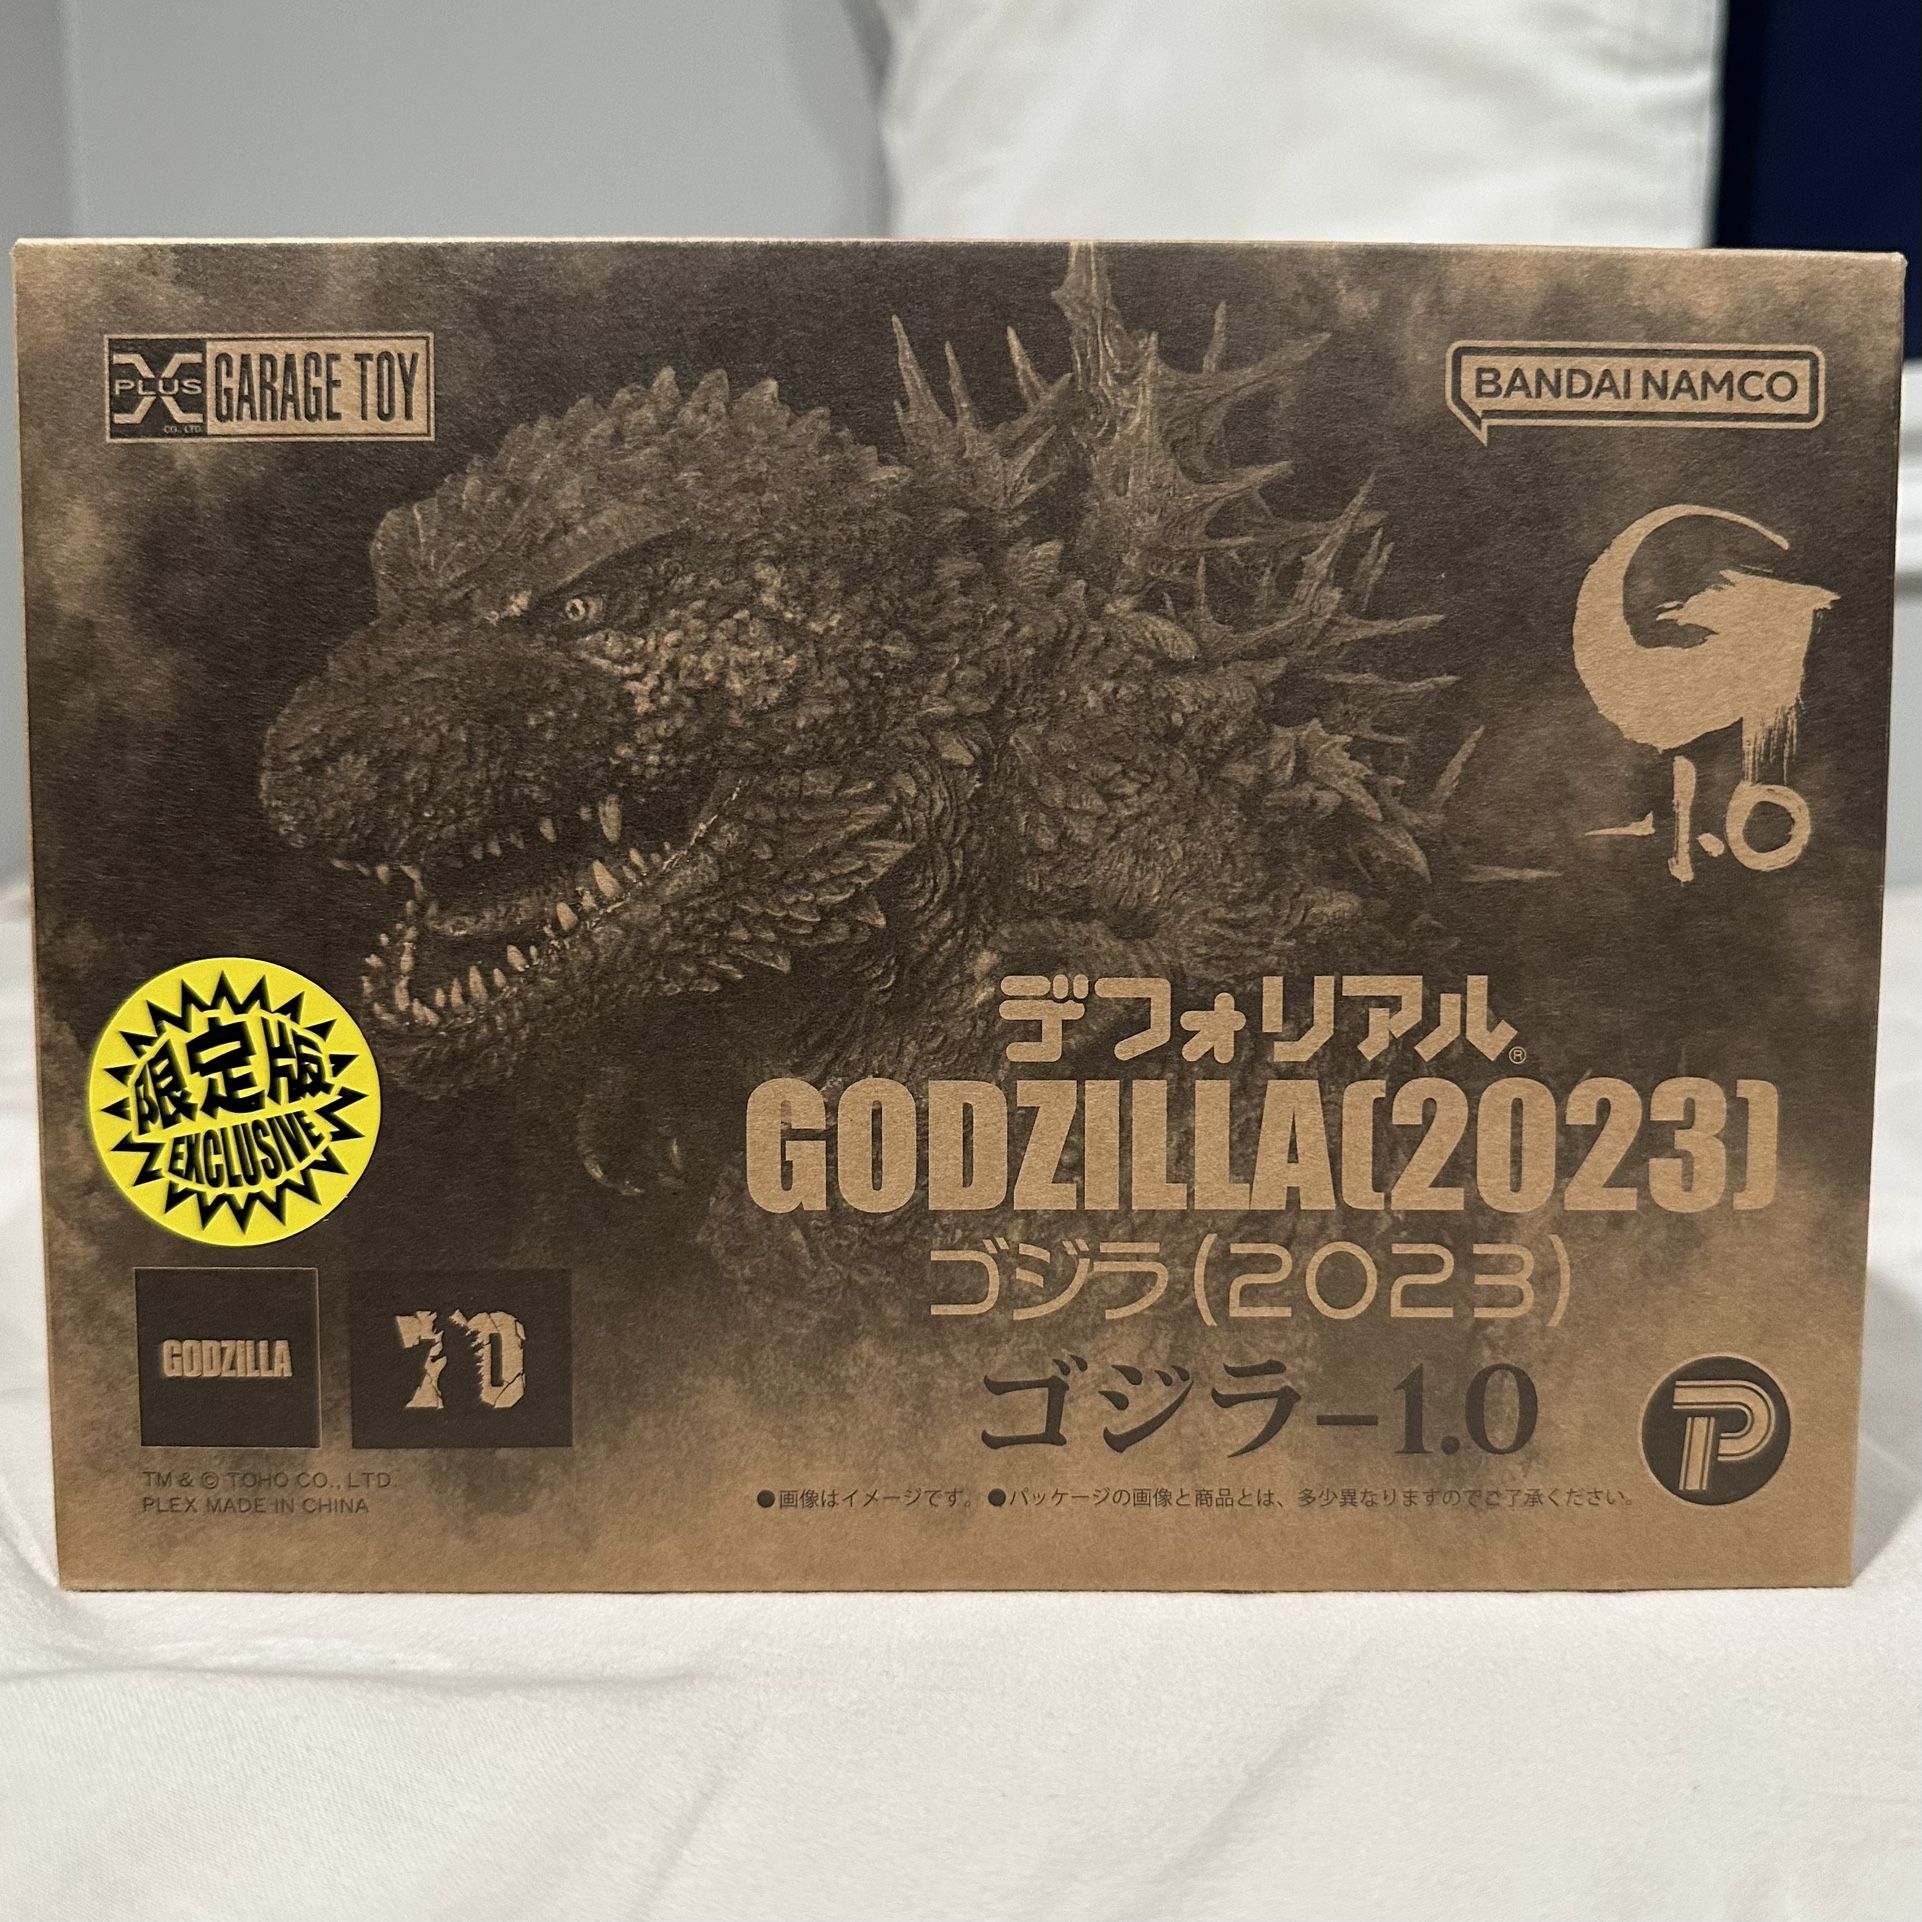 X PLUS CO., LTD. GARAGE TOY
BANDAI NAMCO
G
-1.0
デフォリアル®
GODZILLA(2023)
ゴジラ(2023)
ゴジラ-1.0
限定版
EXCLUSIVE
GODZILLA
70
TM & © TOHO CO., LTD.
PLEX MADE IN CHINA
●画像はイメージです。 ●パッケージの画像と商品とは、多少異なりますのでご了承ください。
P